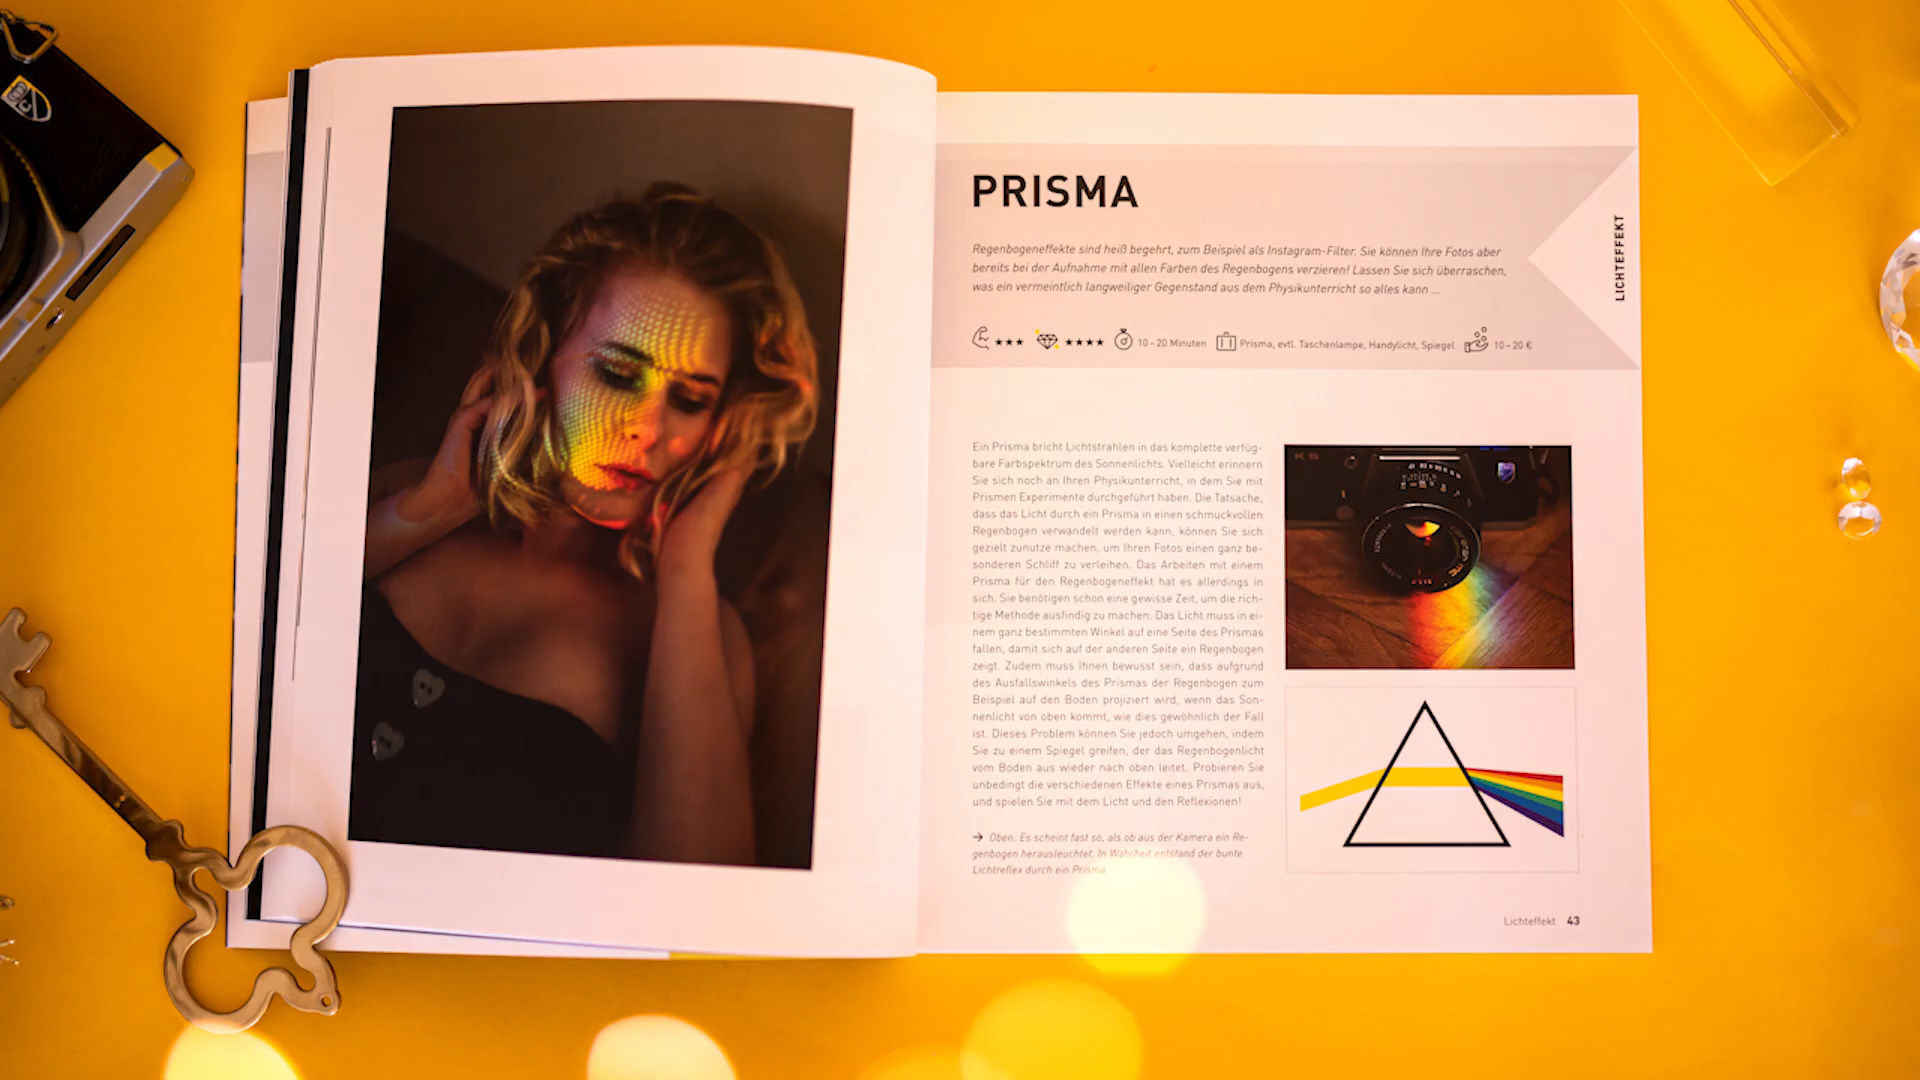 PRISMA
Regenbogeneffekte sind heiß begehrt, zum Beispiel als Instagram-Filter. Sie können Ihre Fotos aber
bereits bei der Aufnahme mit allen Farben des Regenbogens verzieren! Lassen Sie sich überraschen,
was ein vermeintlich langweiliger Gegenstand aus dem Physikunterricht so alles kann ...
10–20 Minuten
Prisma, evtl. Taschenlampe, Handylicht, Spiegel
10–20 €
LICHTEFFEKT
Ein Prisma bricht Lichtstrahlen in das komplette verfüg-
bare Farbspektrum des Sonnenlichts. Vielleicht erinnern
Sie sich noch an Ihren Physikunterricht, in dem Sie mit
Prismen Experimente durchgeführt haben. Die Tatsache,
dass das Licht durch ein Prisma in einen schmuckvollen
Regenbogen verwandelt werden kann, können Sie sich
gezielt zunutze machen, um Ihren Fotos einen ganz be-
sonderen Schliff zu verleihen. Das Arbeiten mit einem
Prisma für den Regenbogeneffekt hat es allerdings in
sich. Sie benötigen schon eine gewisse Zeit, um die rich-
tige Methode ausfindig zu machen. Das Licht muss in ei-
nem ganz bestimmten Winkel auf eine Seite des Prismas
fallen, damit sich auf der anderen Seite ein Regenbogen
zeigt. Zudem muss Ihnen bewusst sein, dass aufgrund
des Ausfallswinkels des Prismas der Regenbogen zum
Beispiel auf den Boden projiziert wird, wenn das Son-
nenlicht von oben kommt, wie dies gewöhnlich der Fall
ist. Dieses Problem können Sie jedoch umgehen, indem
Sie zu einem Spiegel greifen, der das Regenbogenlicht
vom Boden aus wieder nach oben leitet. Probieren Sie
unbedingt die verschiedenen Effekte eines Prismas aus,
und spielen Sie mit dem Licht und den Reflexionen!
→ Oben: Es scheint fast so, als ob aus der Kamera ein Re-
genbogen herausleuchtet. In Wahrheit entstand der bunte
Lichtreflex durch ein Prisma.
Lichteffekt 43